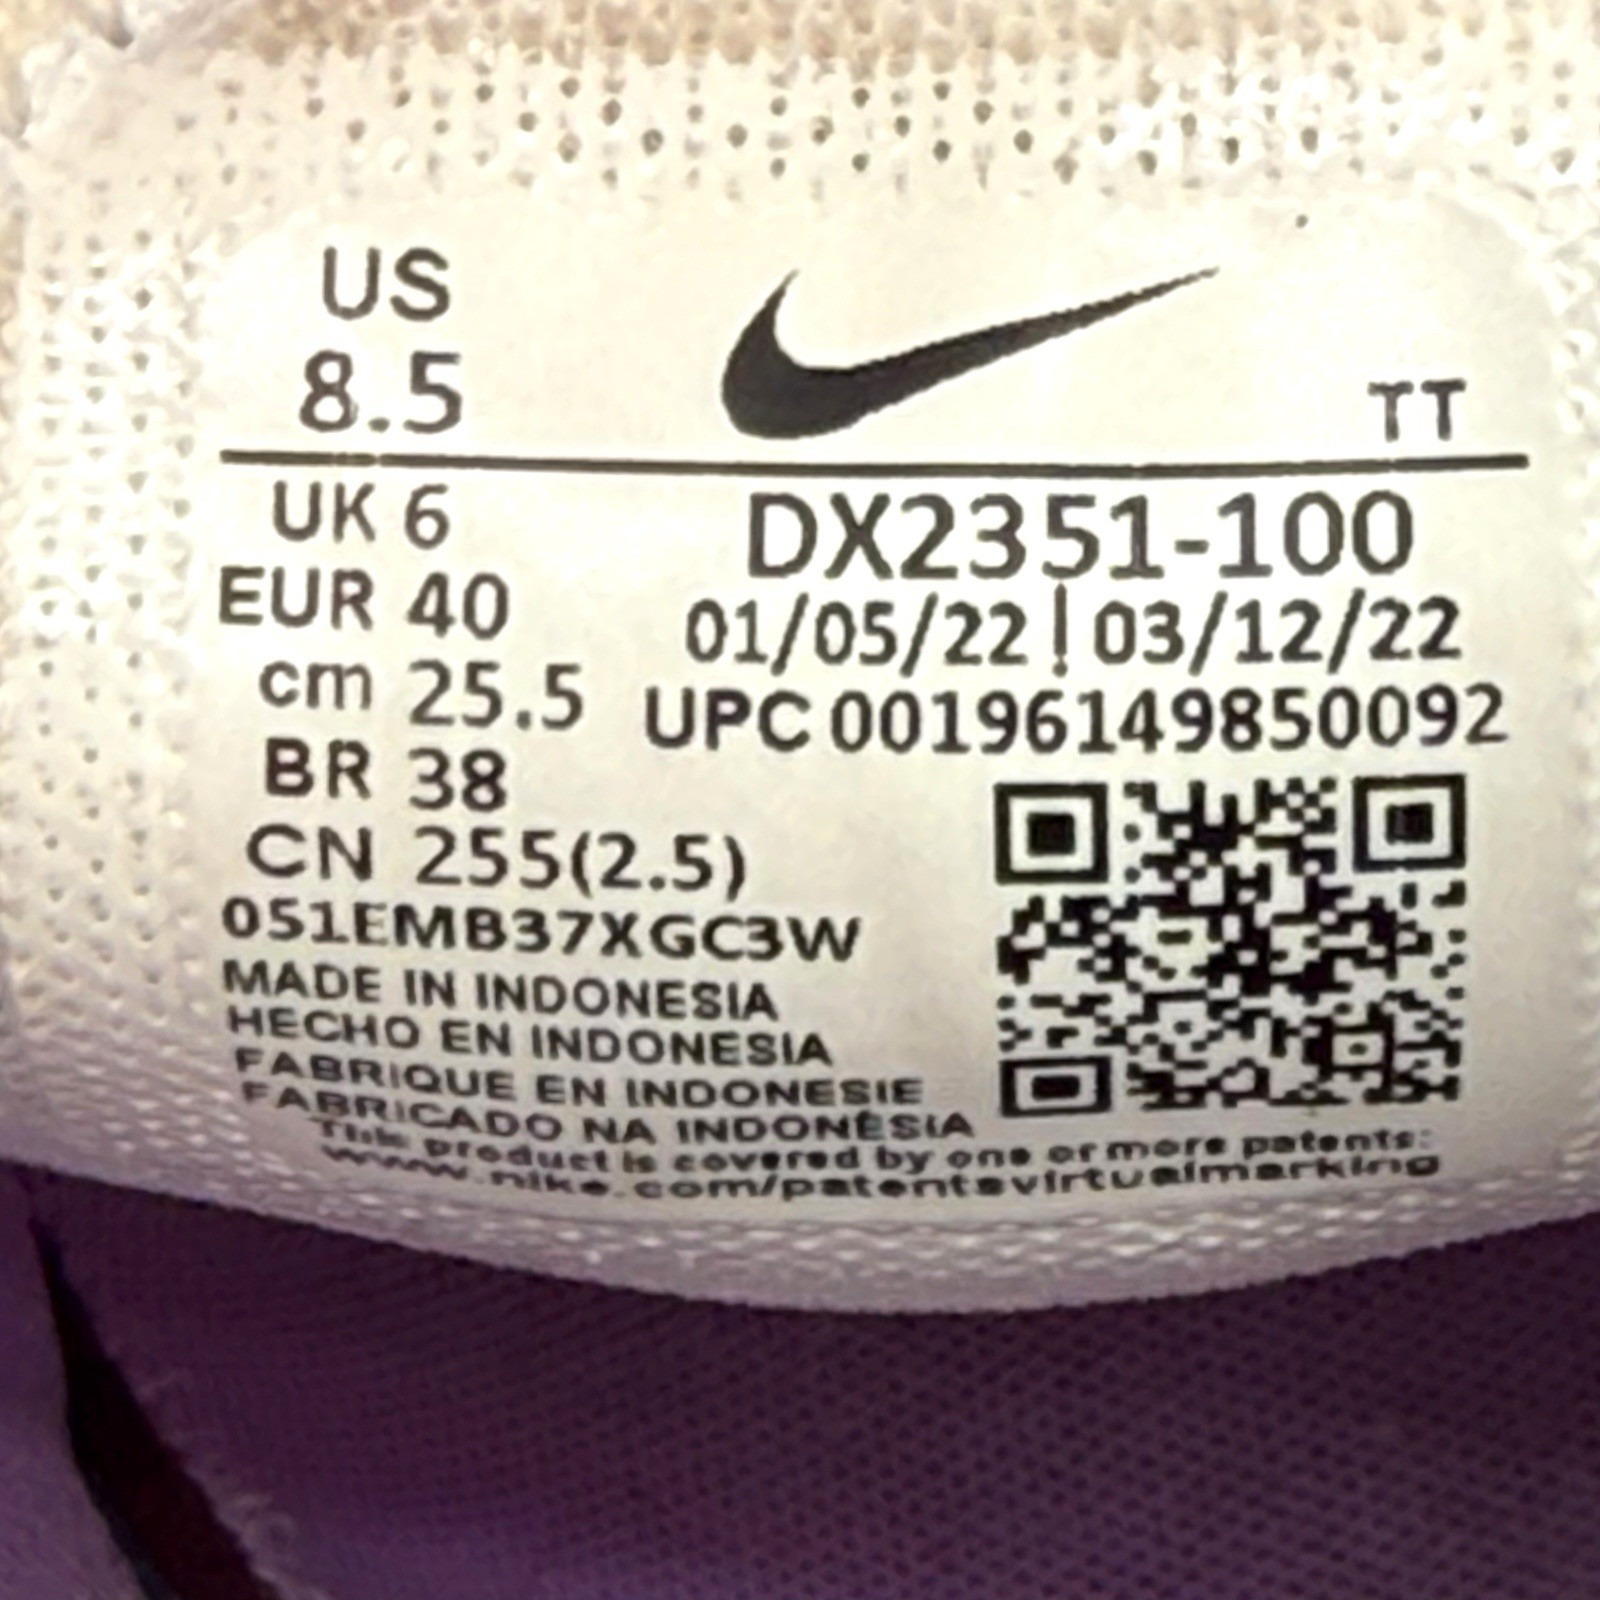 US
8.5
TT
UK 6
EUR 40
cm 25.5
BR 38
CN 255(2.5)
DX2351-100
01/05/22 | 03/12/22
UPC 00196149850092
051EMB37XGC3W
MADE IN INDONESIA
HECHO EN INDONESIA
FABRIQUE EN INDONESIE
FABRICADO NA INDONÉSIA
This product is covered by one or more patents:
www.nike.com/patentsvirtualmarking